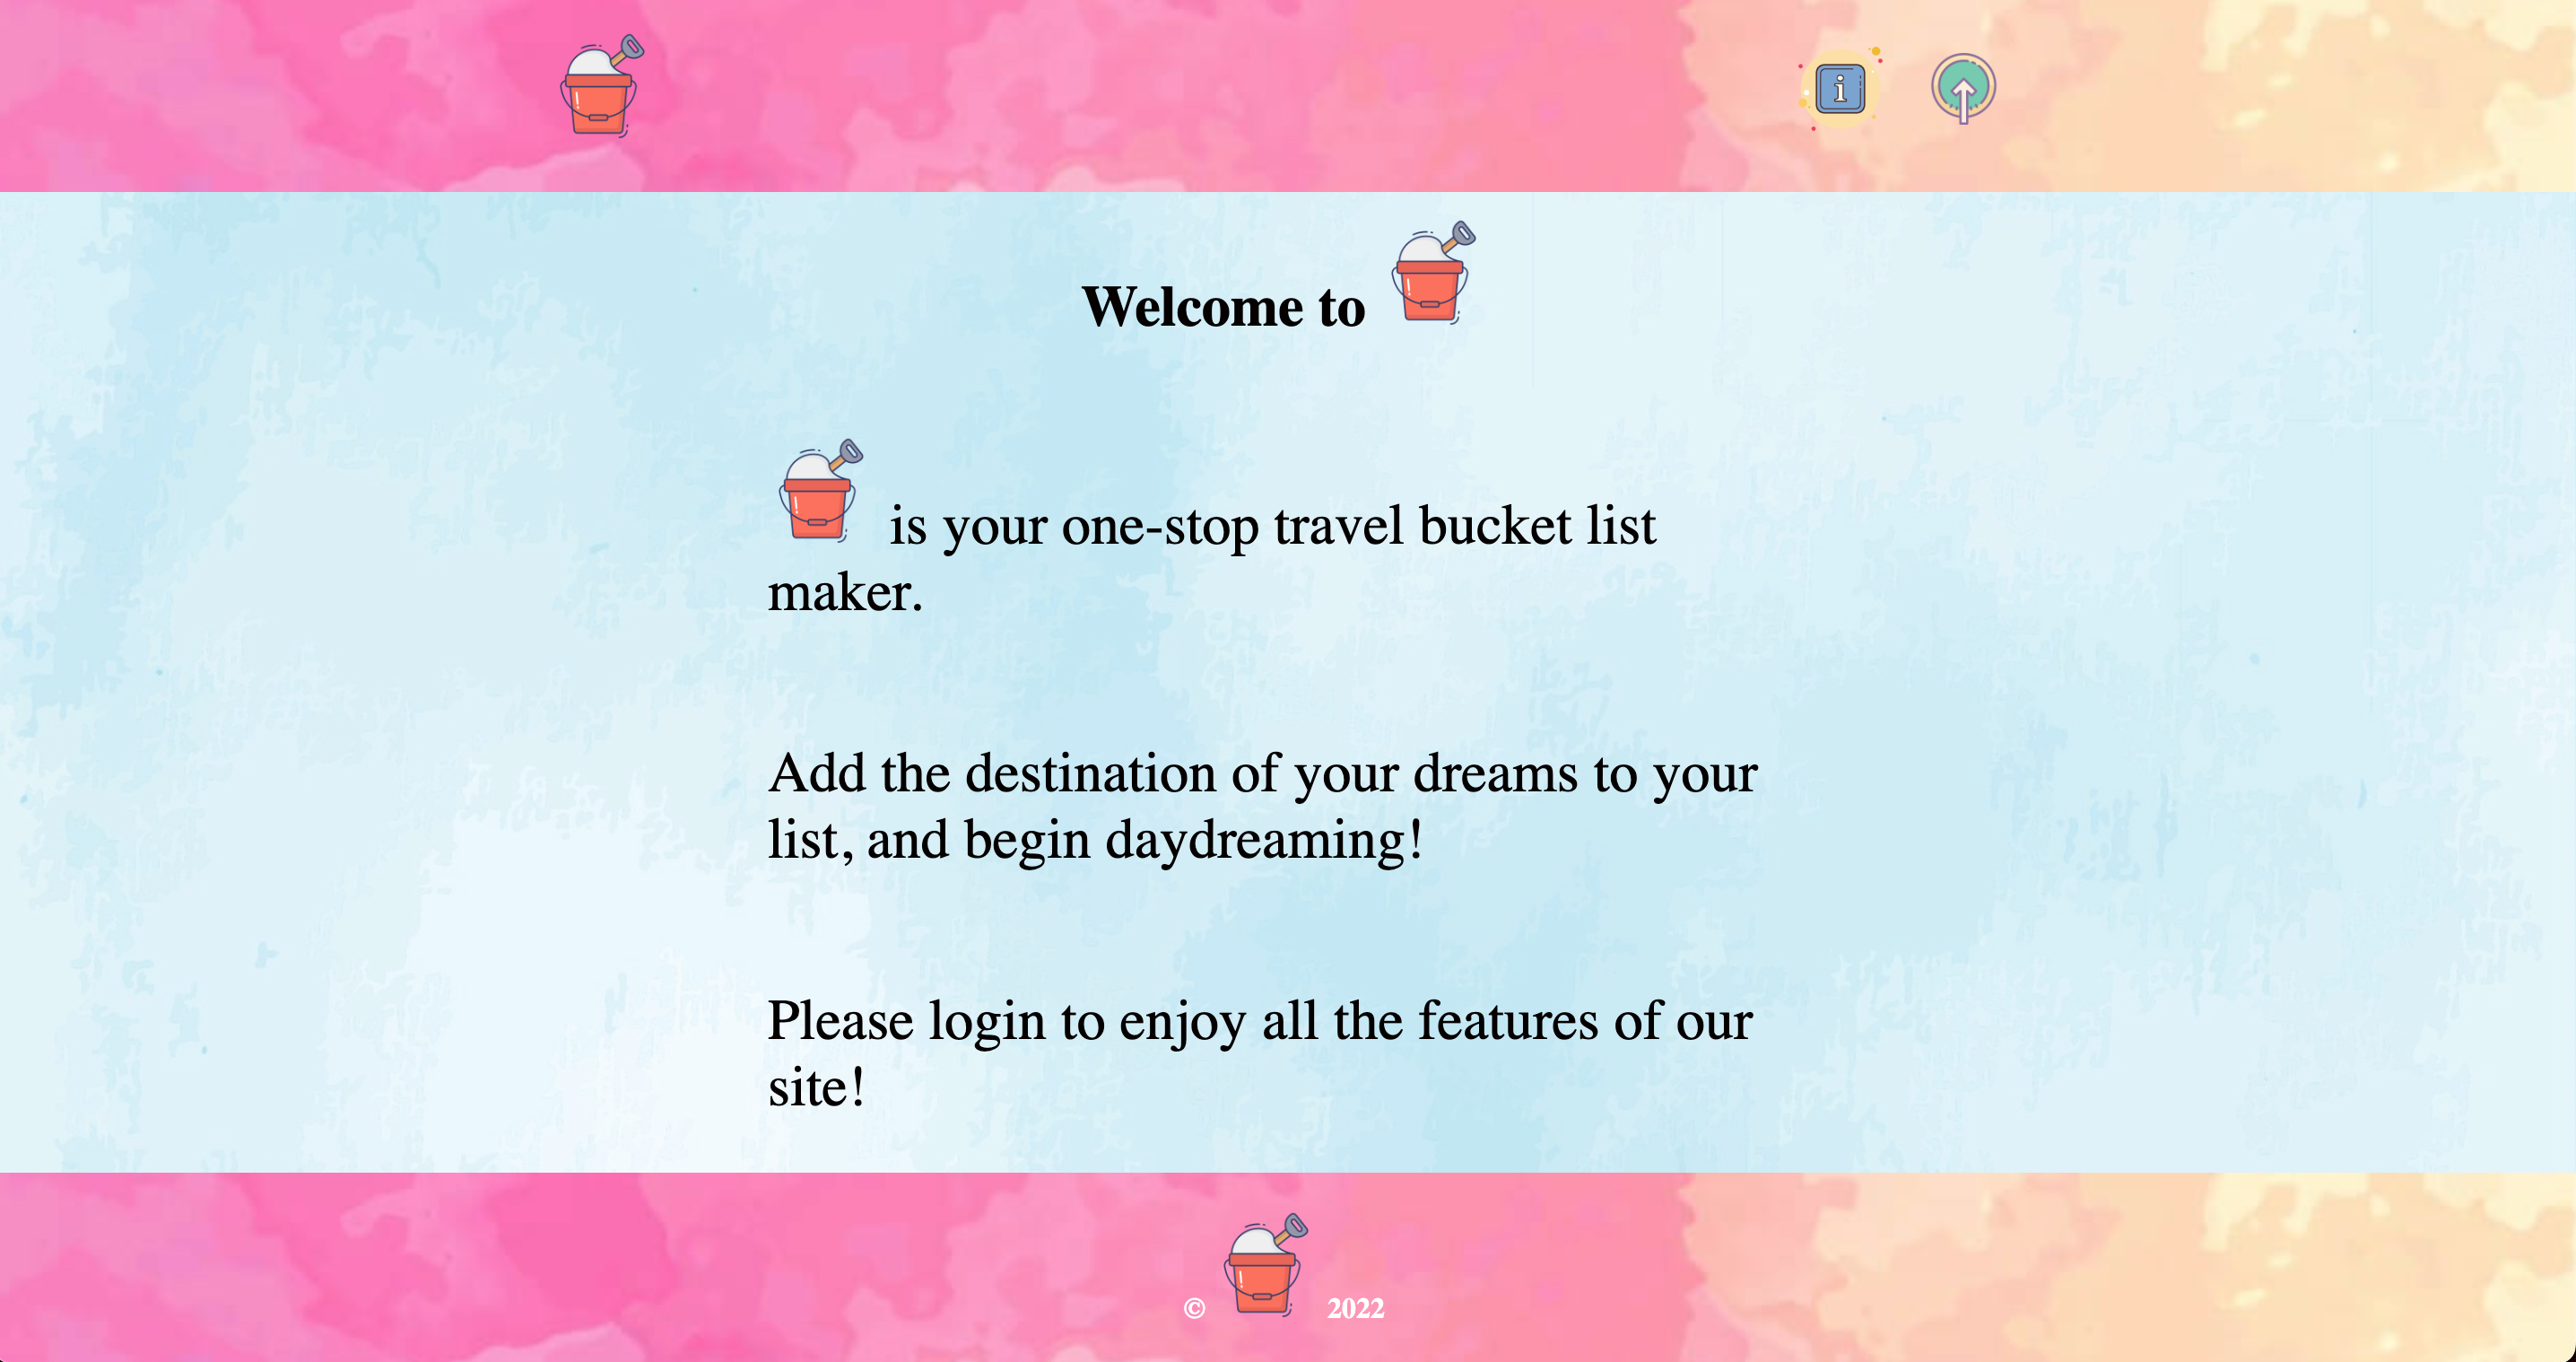 Welcome to
is your one-stop travel bucket list
maker.
Add the destination of your dreams to your
list, and begin daydreaming!
Please login to enjoy all the features of our
site!
© 2022